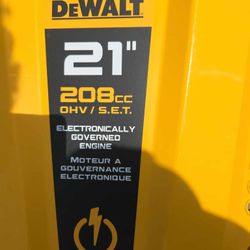 DEWALT
21"
208cc
OHV / S.E.T.
ELECTRONICALLY
GOVERNED
ENGINE
MOTEUR A
GOUVERNANCE
ELECTRONIQUE